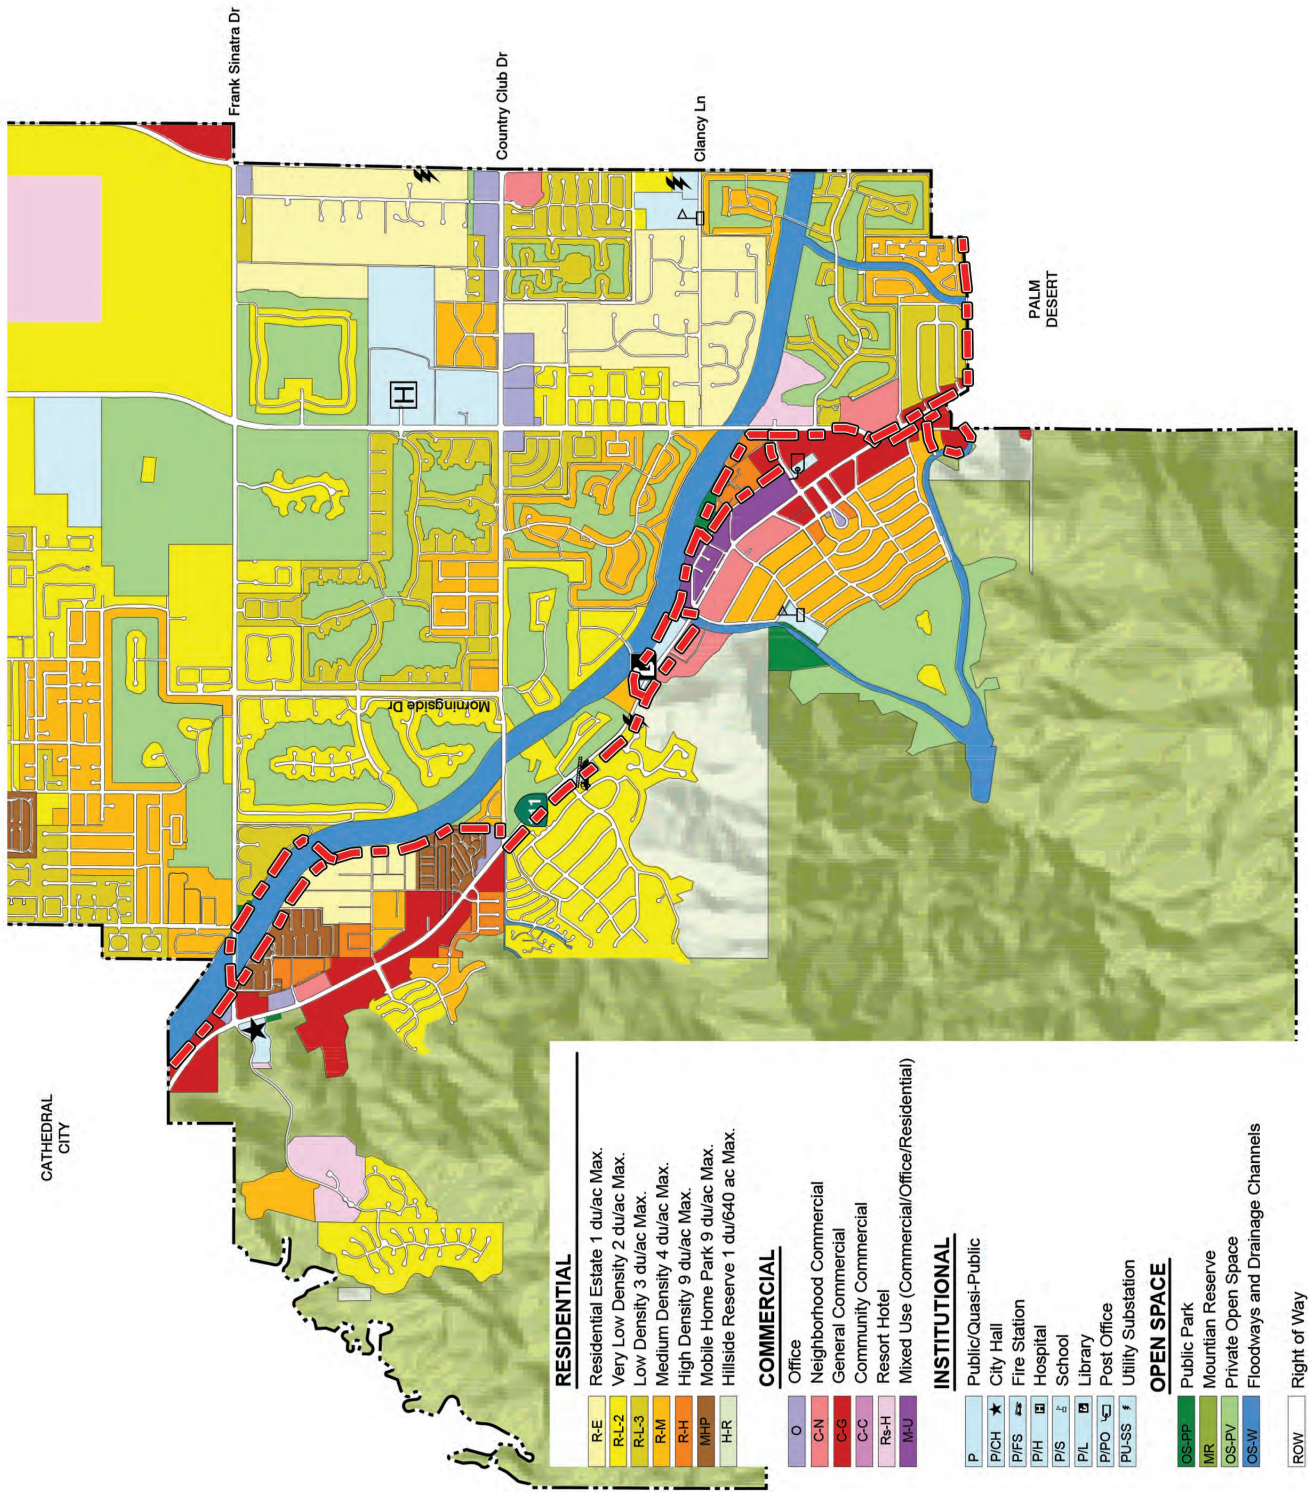 Frank Sinatra Dr
Country Club Dr
Clancy Ln
Morningside Dr
PALM
DESERT
CATHEDRAL
CITY
H
111
RESIDENTIAL
R-E Residential Estate 1 du/ac Max.
R-L-2 Very Low Density 2 du/ac Max.
R-L-3 Low Density 3 du/ac Max.
R-M Medium Density 4 du/ac Max.
R-H High Density 9 du/ac Max.
MHP Mobile Home Park 9 du/ac Max.
H-R Hillside Reserve 1 du/640 ac Max.
COMMERCIAL
O Office
C-N Neighborhood Commercial
C-G General Commercial
C-C Community Commercial
Rs-H Resort Hotel
M-U Mixed Use (Commercial/Office/Residential)
INSTITUTIONAL
P Public/Quasi-Public
P/CH City Hall
P/FS Fire Station
P/H H Hospital
P/S School
P/L Library
P/PO Post Office
PU-SS Utility Substation
OPEN SPACE
OS-PP Public Park
MR Mountian Reserve
OS-PV Private Open Space
OS-W Floodways and Drainage Channels
ROW Right of Way